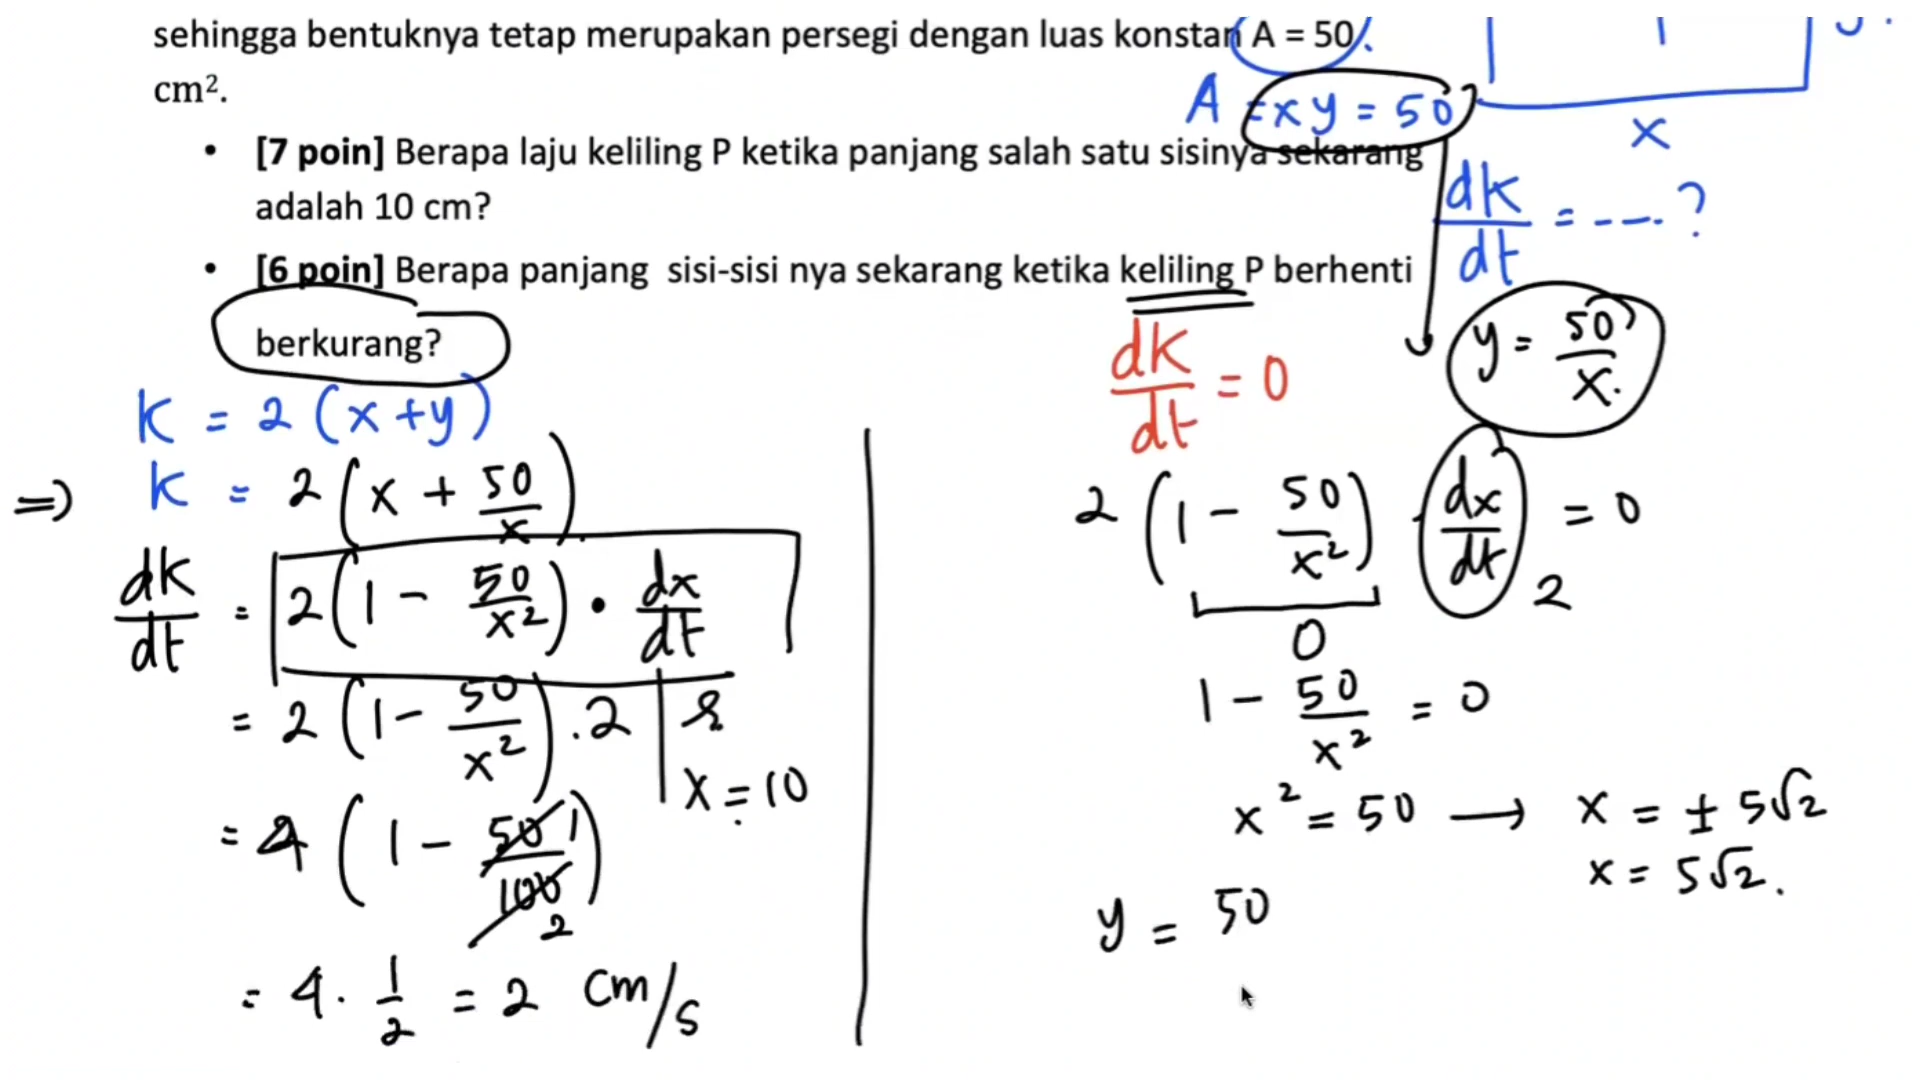 sehingga bentuknya tetap merupakan persegi dengan luas konstan A = 50
cm².
A = xy = 50
x
• [7 poin] Berapa laju keliling P ketika panjang salah satu sisinya sekarang
adalah 10 cm?
dk/dt = ---- ?
• [6 poin] Berapa panjang sisi-sisi nya sekarang ketika keliling P berhenti
berkurang?
y = 50/x.
dk/dt = 0
K = 2 (x+y)
=> K = 2 (x + 50/x)
dk/dt = 2 (1 - 50/x²) • dx/dt
= 2 (1 - 50/x²) . 2 |
x = 10
= 4 (1 - 50/100)
1
2
= 4 . 1/2 = 2 cm/s
2 (1 - 50/x²) . dx/dt = 0
2
0
1 - 50/x² = 0
x² = 50 → x = ± 5√2
x = 5√2.
y = 50